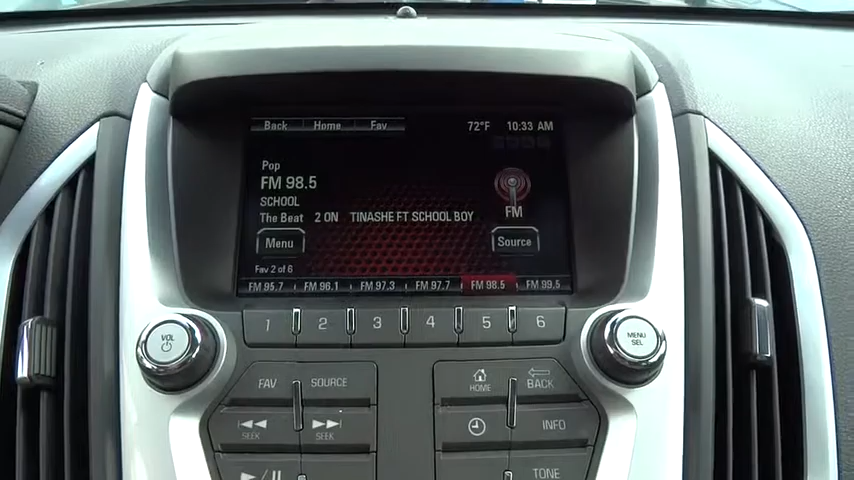 Back Home Fav 72°F 10:33 AM
Pop
FM 98.5
SCHOOL
The Beat 2 ON TINASHE FT SCHOOL BOY
FM
Menu Source
Fav 2 of 6
FM 95.7 FM 96.1 FM 97.3 FM 97.7 FM 98.5 FM 99.5
1 2 3 4 5 6
VOL
MENU
SEL
FAV SOURCE HOME BACK
SEEK SEEK INFO
TONE